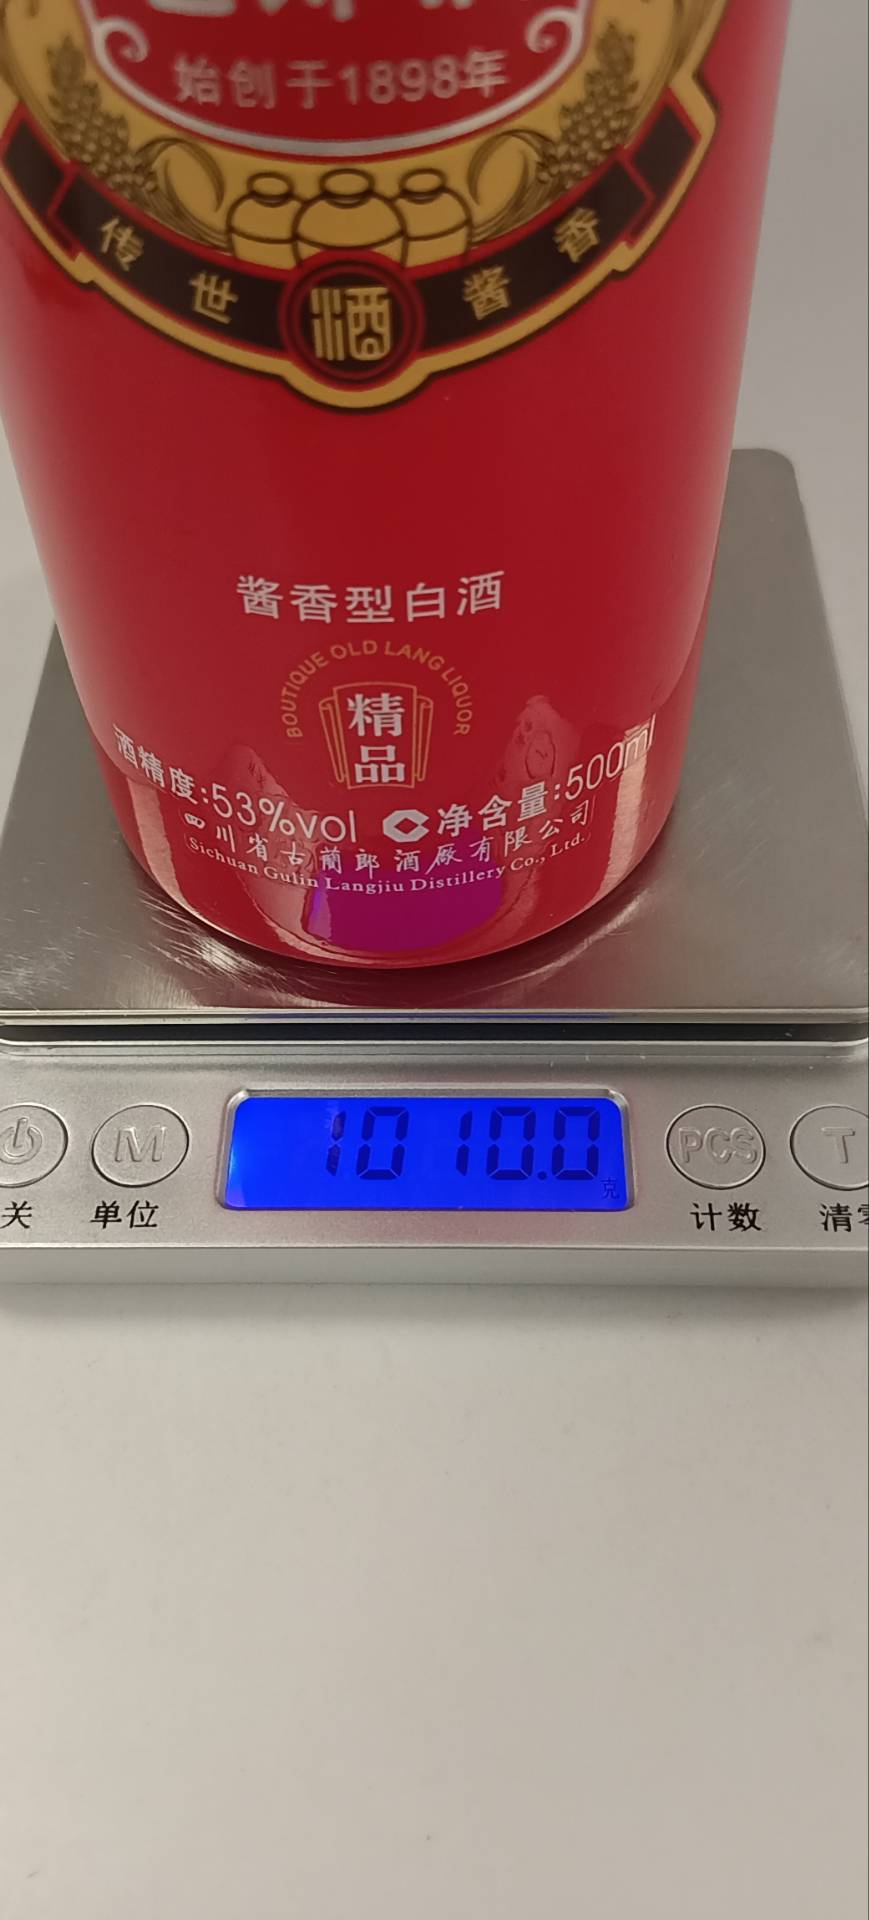 始创于1898年
传世酒酱香
酱香型白酒
BOUTIQUE OLD LANG LIQUOR
精
品
酒精度:53%vol 净含量:500ml
四川省古蔺郎酒厰有限公司
Sichuan Gulin Langjiu Distillery Co., Ltd.
1010.0
克
M PCS T
关 单位 计数 清